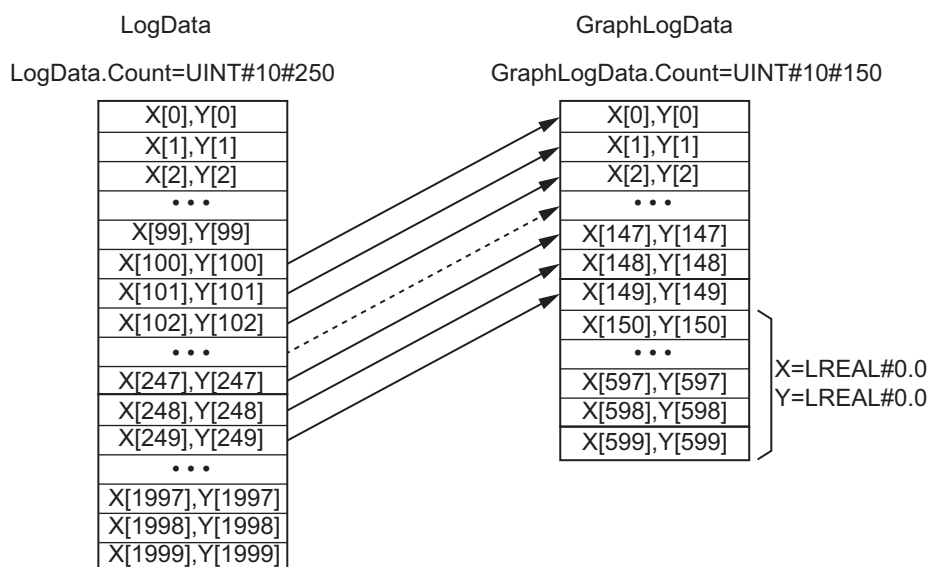 LogData
LogData.Count=UINT#10#250
X[0],Y[0]
X[1],Y[1]
X[2],Y[2]
• • •
X[99],Y[99]
X[100],Y[100]
X[101],Y[101]
X[102],Y[102]
• • •
X[247],Y[247]
X[248],Y[248]
X[249],Y[249]
• • •
X[1997],Y[1997]
X[1998],Y[1998]
X[1999],Y[1999]
GraphLogData
GraphLogData.Count=UINT#10#150
X[0],Y[0]
X[1],Y[1]
X[2],Y[2]
• • •
X[147],Y[147]
X[148],Y[148]
X[149],Y[149]
X[150],Y[150]
• • •
X[597],Y[597]
X[598],Y[598]
X[599],Y[599]
X=LREAL#0.0
Y=LREAL#0.0